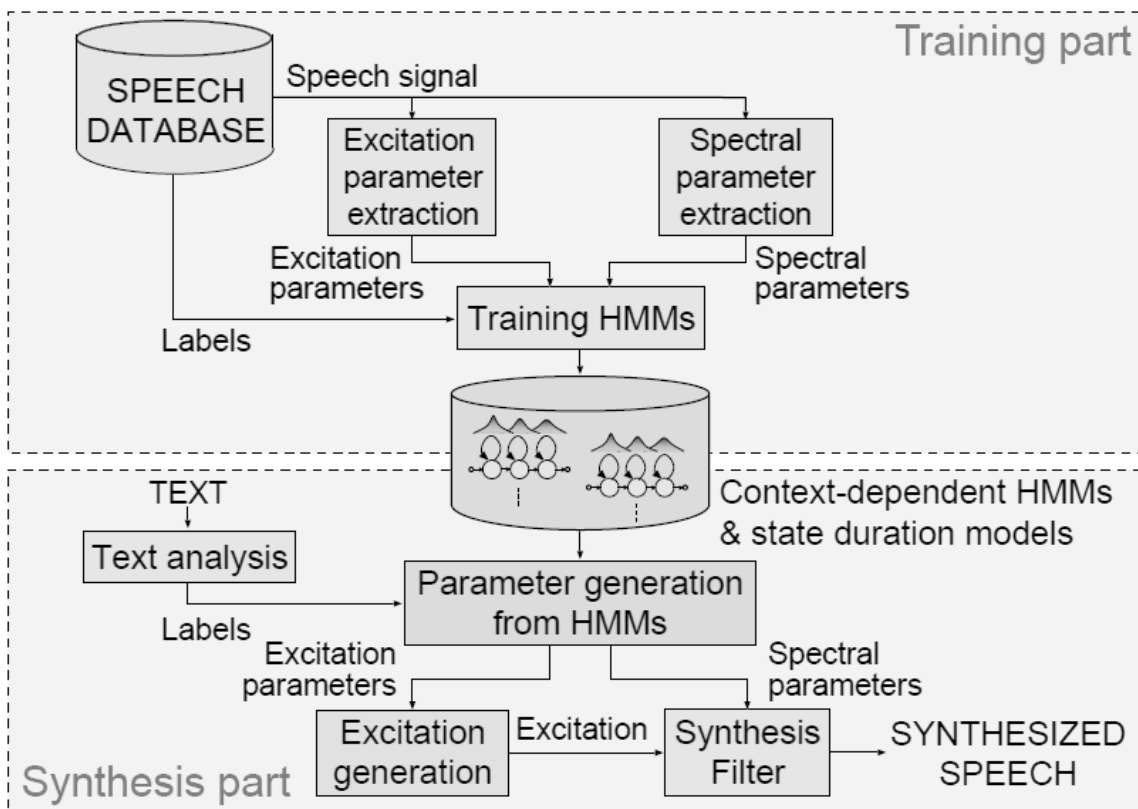 Training part
SPEECH
DATABASE
Speech signal
Excitation
parameter
extraction
Spectral
parameter
extraction
Excitation
parameters
Spectral
parameters
Training HMMs
Labels
Context-dependent HMMs
& state duration models
TEXT
Text analysis
Labels
Parameter generation
from HMMs
Excitation
parameters
Spectral
parameters
Excitation
generation
Excitation
Synthesis
Filter
SYNTHESIZED
SPEECH
Synthesis part